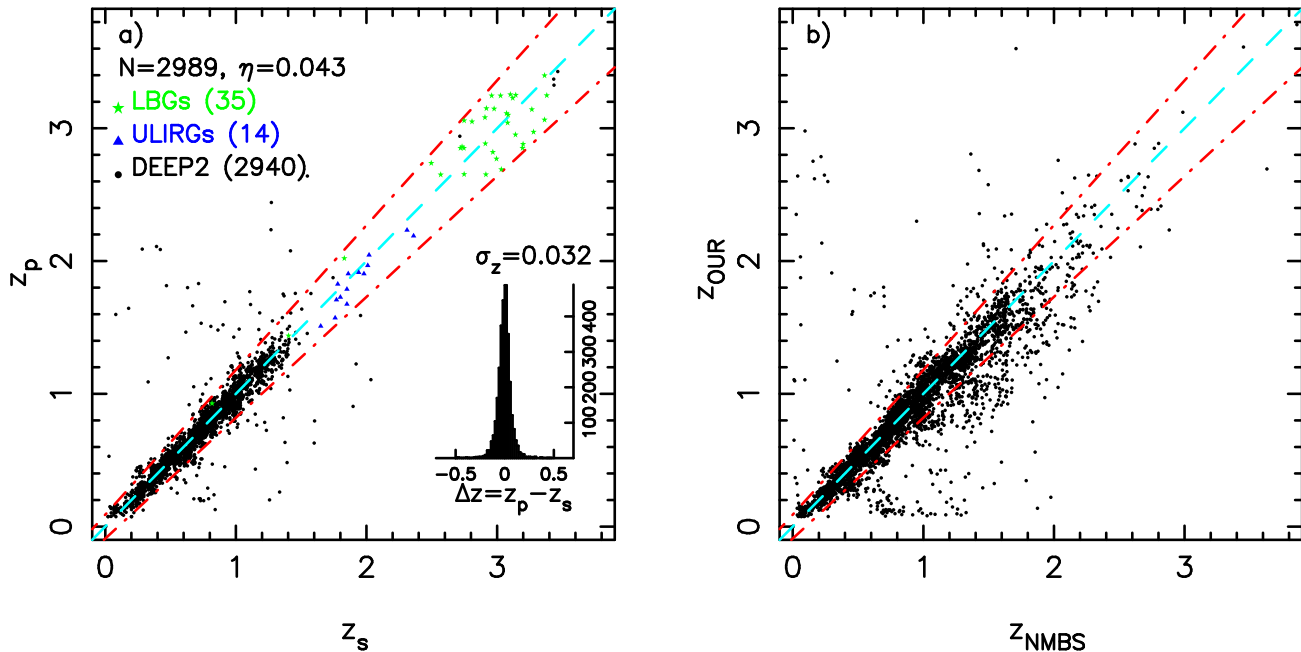 a)
N=2989, η=0.043
LBGs (35)
ULIRGs (14)
DEEP2 (2940)
σz=0.032
100 200 300 400
-0.5 0 0.5
Δz=zp-zs
0 1 2 3
zp
0 1 2 3
zs
b)
0 1 2 3
zOUR
0 1 2 3
zNMBS